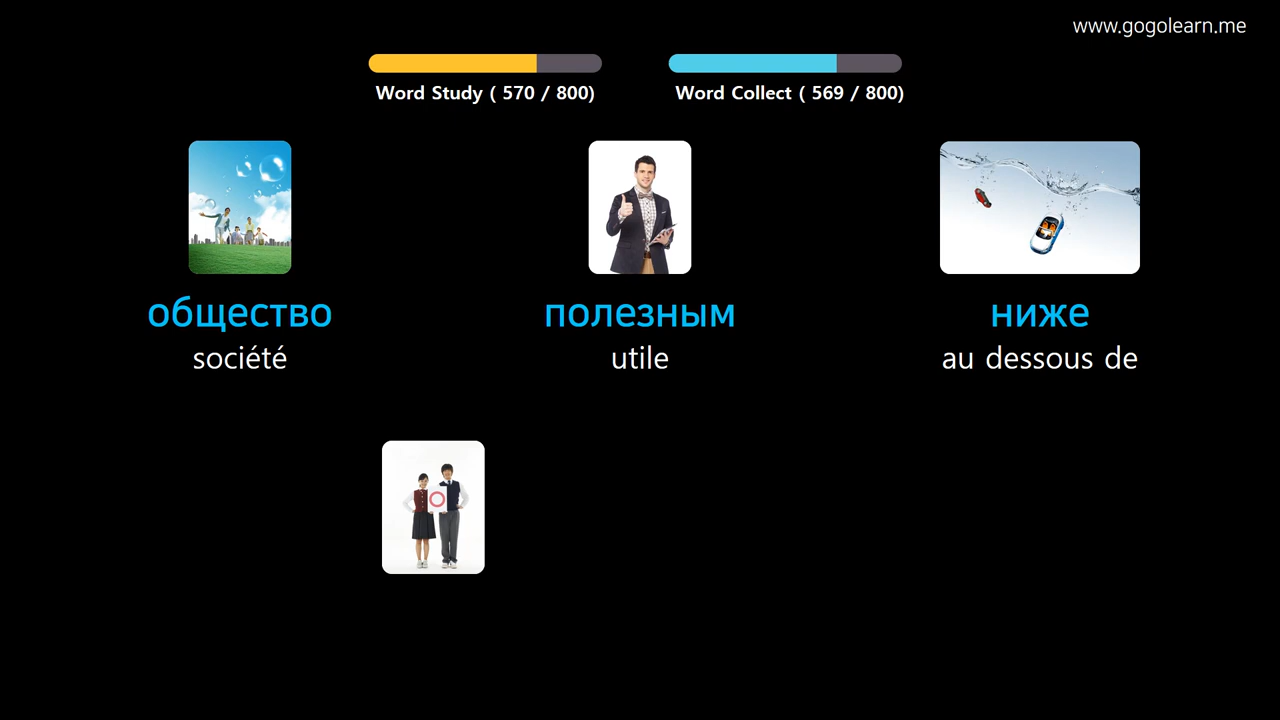 www.gogolearn.me
Word Study ( 570 / 800)
Word Collect ( 569 / 800)
общество
société
полезным
utile
ниже
au dessous de